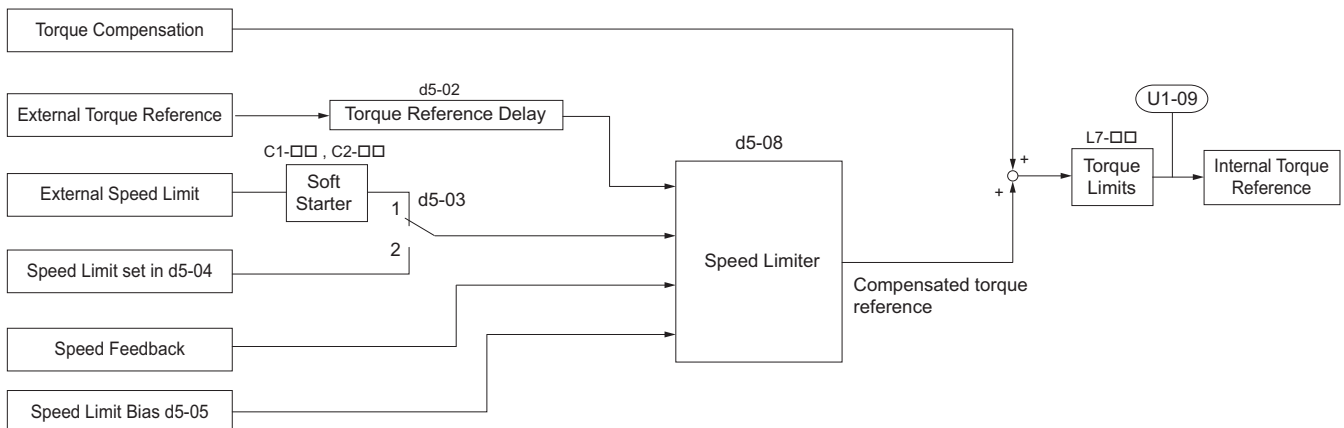 Torque Compensation
External Torque Reference
d5-02
Torque Reference Delay
C1-□□ , C2-□□
External Speed Limit
Soft
Starter
d5-03
1
2
Speed Limit set in d5-04
Speed Feedback
Speed Limit Bias d5-05
d5-08
Speed Limiter
Compensated torque
reference
+
+
L7-□□
Torque
Limits
U1-09
Internal Torque
Reference